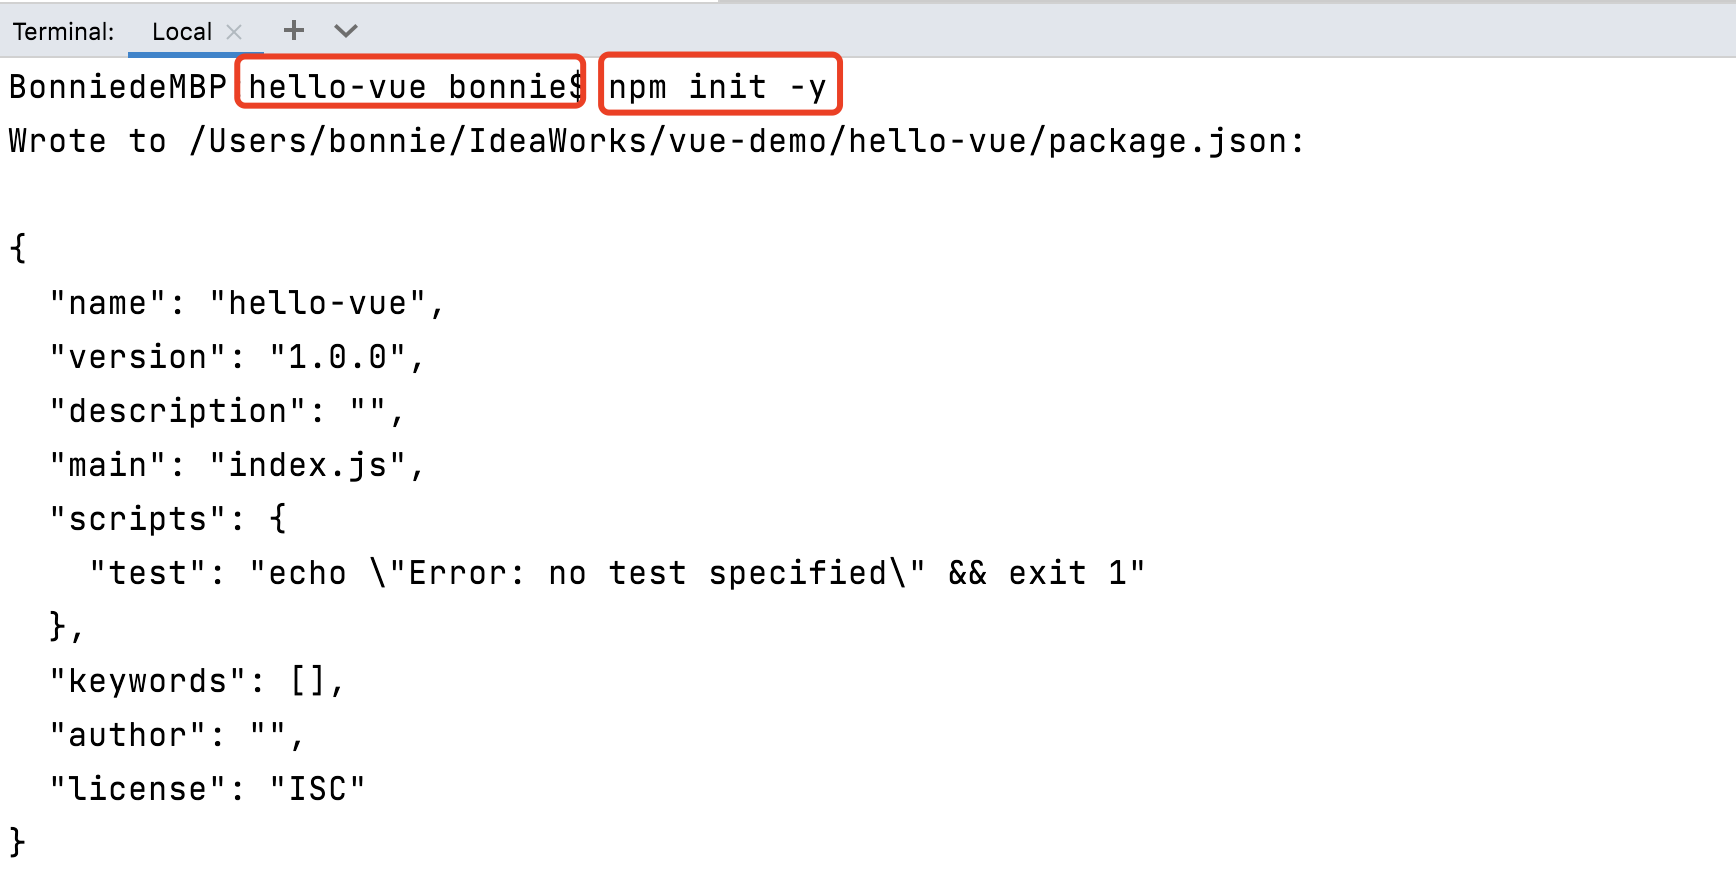 Terminal: Local
BonniedeMBP hello-vue bonnie$ npm init -y
Wrote to /Users/bonnie/IdeaWorks/vue-demo/hello-vue/package.json:
{
  "name": "hello-vue",
  "version": "1.0.0",
  "description": "",
  "main": "index.js",
  "scripts": {
    "test": "echo \"Error: no test specified\" && exit 1"
  },
  "keywords": [],
  "author": "",
  "license": "ISC"
}